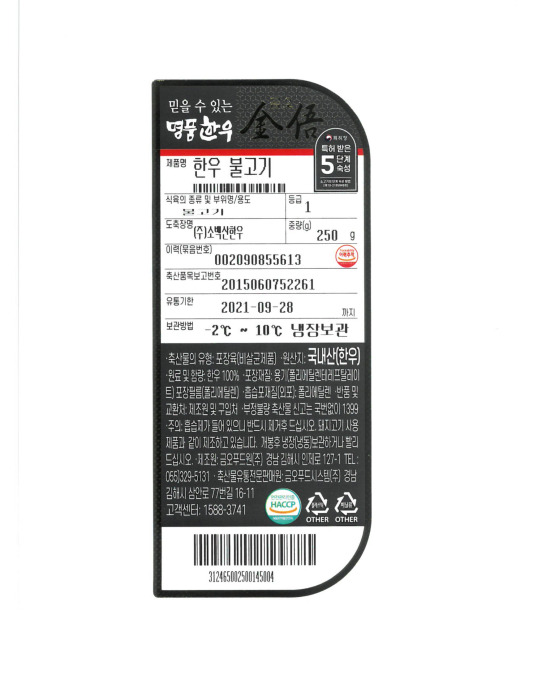 믿을 수 있는
명품한우 金悟
특허청
특허 받은
5단계
숙성
제품명 한우 불고기
식육의 종류 및 부위명/용도
불고기
등급 1
도축장명 (주)소백산한우
중량(g) 250 g
이력(묶음번호) 002090855613
축산품목보고번호 2015060752261
유통기한 2021-09-28 까지
보관방법 -2℃ ~ 10℃ 냉장보관
·축산물의 유형: 포장육(비살균제품) ·원산지: 국내산(한우)
·원료 및 함량: 한우 100% ·포장재질: 용기(폴리에틸렌테레프탈레이
트) 포장필름(폴리에틸렌) ·흡습포재질(외포): 폴리에틸렌 ·반품 및
교환처: 제조원 및 구입처 ·부정불량 축산물 신고는 국번없이 1399
·주의: 흡습제가 들어 있으니 반드시 제거후 드십시오. 돼지고기 사용
제품과 같이 제조하고 있습니다. 개봉후 냉장(냉동)보관하거나 빨리
드십시오. ·제조원: 금오푸드원(주) 경남 김해시 인제로 127-1 TEL :
055)329-5131 ·축산물유통전문판매원: 금오푸드시스템(주) 경남
김해시 삼안로 77번길 16-11
고객센터: 1588-3741
HACCP
OTHER OTHER
312465002500145004